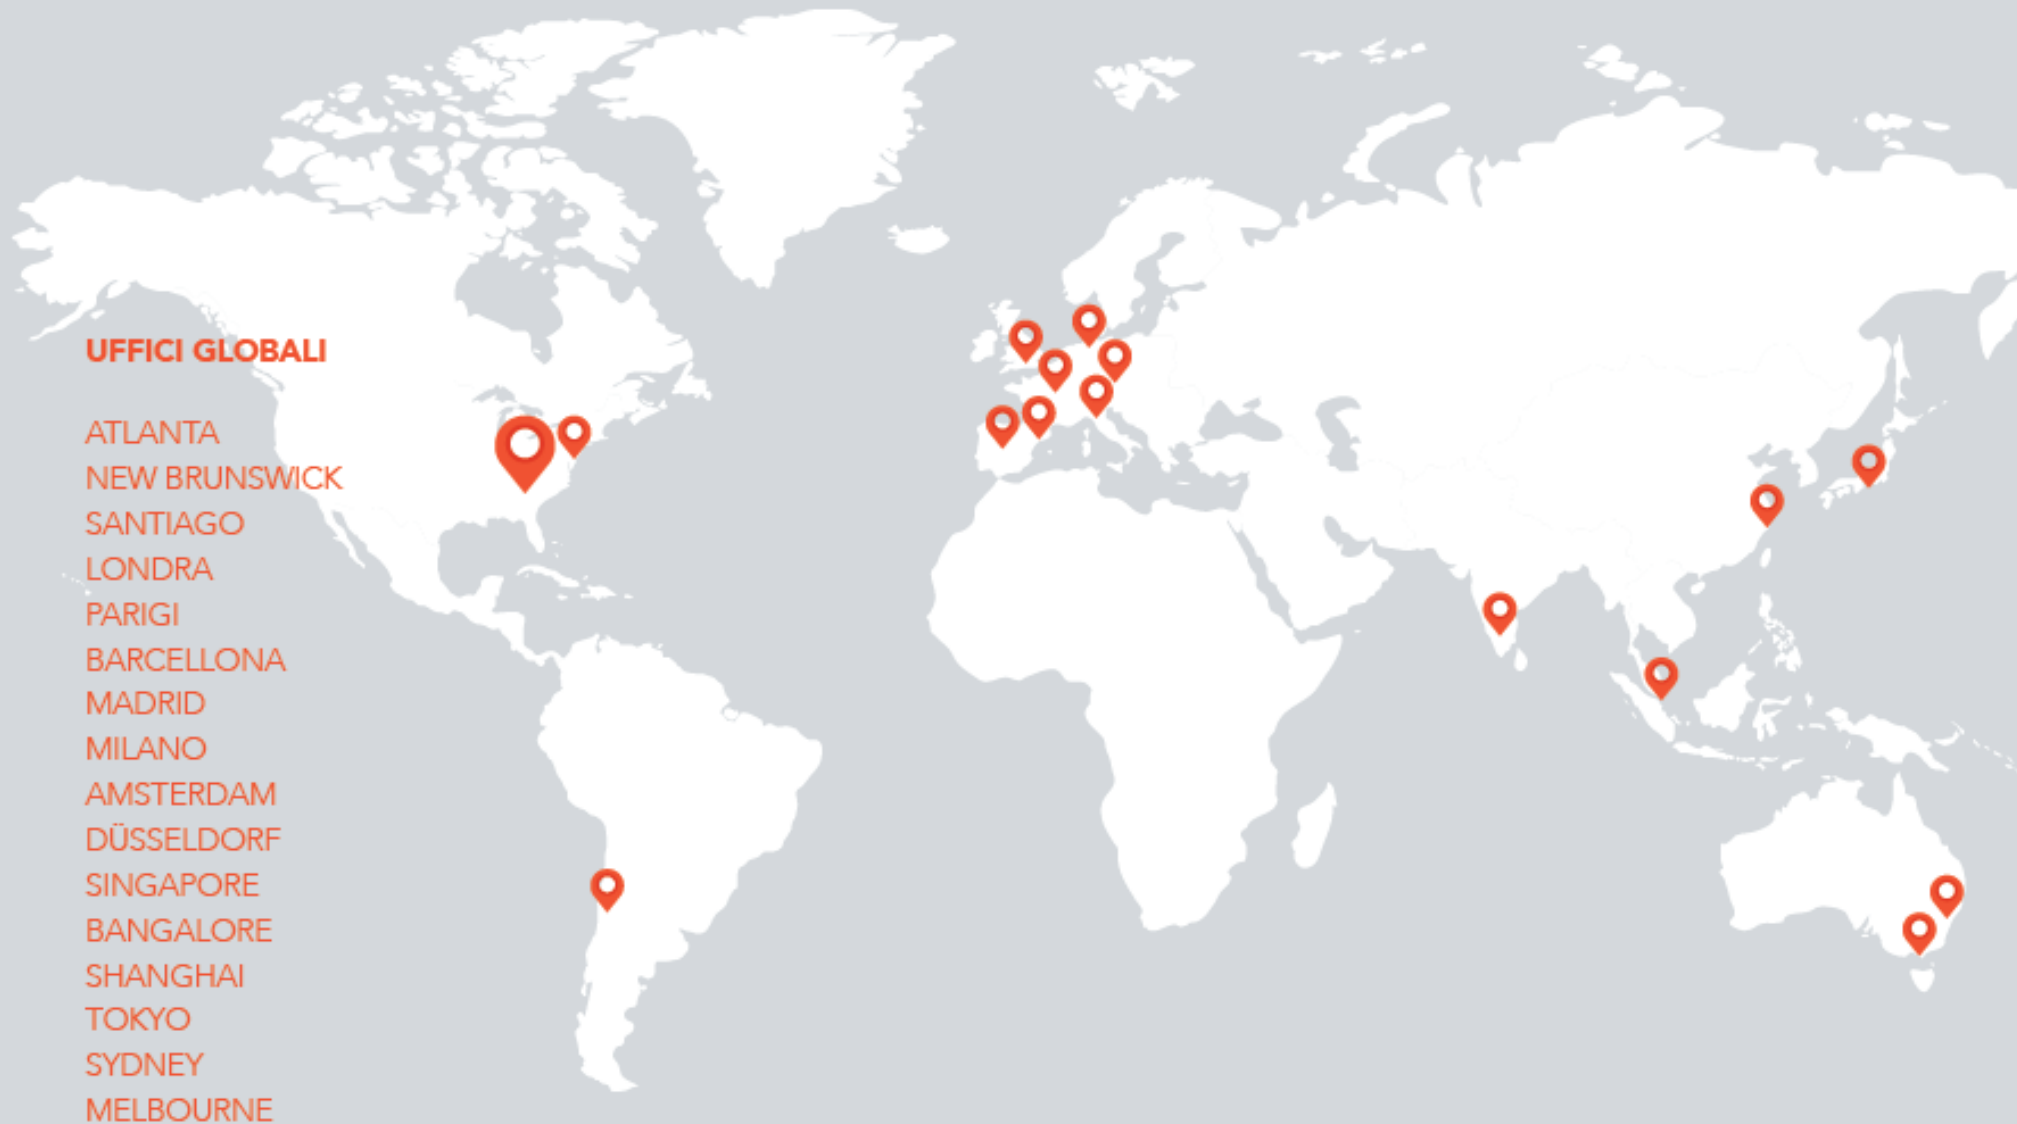 UFFICI GLOBALI
ATLANTA
NEW BRUNSWICK
SANTIAGO
LONDRA
PARIGI
BARCELLONA
MADRID
MILANO
AMSTERDAM
DÜSSELDORF
SINGAPORE
BANGALORE
SHANGHAI
TOKYO
SYDNEY
MELBOURNE